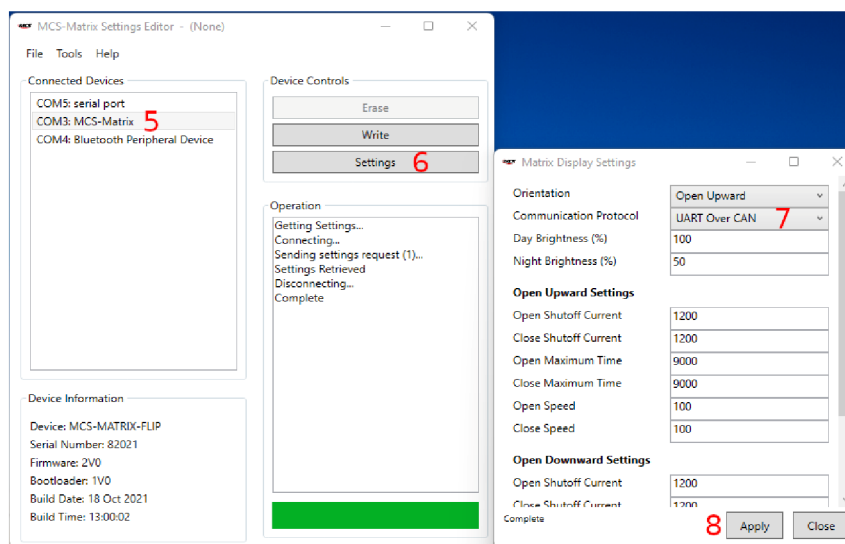 MCS-Matrix Settings Editor - (None)
File Tools Help
Connected Devices
COM5: serial port
COM3: MCS-Matrix 5
COM4: Bluetooth Peripheral Device
Device Controls
Erase
Write
Settings 6
Operation
Getting Settings...
Connecting...
Sending settings request (1)...
Settings Retrieved
Disconnecting...
Complete
Device Information
Device: MCS-MATRIX-FLIP
Serial Number: 82021
Firmware: 2V0
Bootloader: 1V0
Build Date: 18 Oct 2021
Build Time: 13:00:02
Matrix Display Settings
Orientation Open Upward
Communication Protocol UART Over CAN 7
Day Brightness (%) 100
Night Brightness (%) 50
Open Upward Settings
Open Shutoff Current 1200
Close Shutoff Current 1200
Open Maximum Time 9000
Close Maximum Time 9000
Open Speed 100
Close Speed 100
Open Downward Settings
Open Shutoff Current 1200
Close Shutoff Current 1200
Complete
8 Apply Close